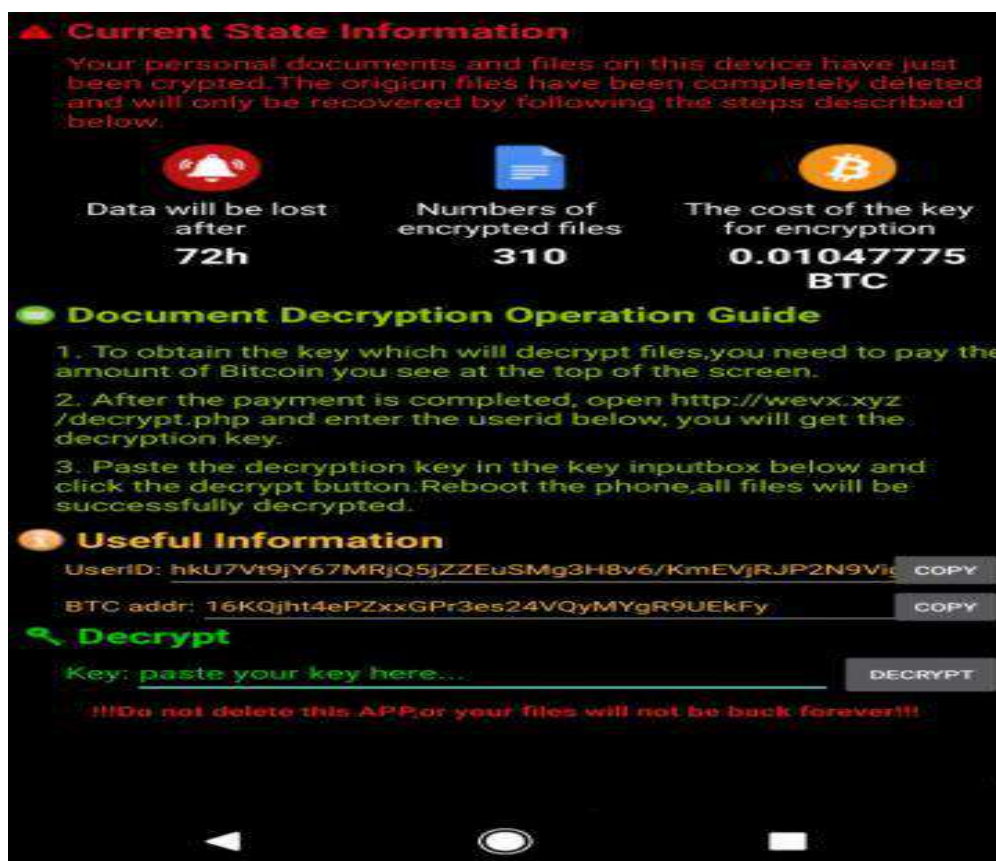 Current State Information
Your personal documents and files on this device have just
been crypted.The origian files have been completely deleted
and will only be recovered by following the steps described
below.
Data will be lost
after
72h
Numbers of
encrypted files
310
The cost of the key
for encryption
0.01047775
BTC
Document Decryption Operation Guide
1. To obtain the key which will decrypt files,you need to pay the
amount of Bitcoin you see at the top of the screen.
2. After the payment is completed, open http://wevx.xyz
/decrypt.php and enter the userid below, you will get the
decryption key.
3. Paste the decryption key in the key inputbox below and
click the decrypt button.Reboot the phone,all files will be
successfully decrypted.
Useful Information
UserID: hkU7Vt9jY67MRjQ5jZZEuSMg3H8v6/KmEVjRJP2N9Vi COPY
BTC addr: 16KQjht4ePZxxGPr3es24VQyMYgR9UEkFy COPY
Decrypt
Key: paste your key here... DECRYPT
!!!Do not delete this APP,or your files will not be back forever!!!